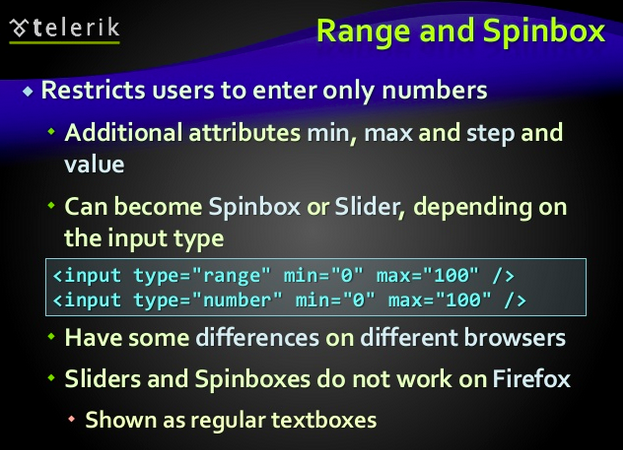 telerik
Range and Spinbox
Restricts users to enter only numbers
Additional attributes min, max and step and
value
Can become Spinbox or Slider, depending on
the input type
<input type="range" min="0" max="100" />
<input type="number" min="0" max="100" />
Have some differences on different browsers
Sliders and Spinboxes do not work on Firefox
Shown as regular textboxes